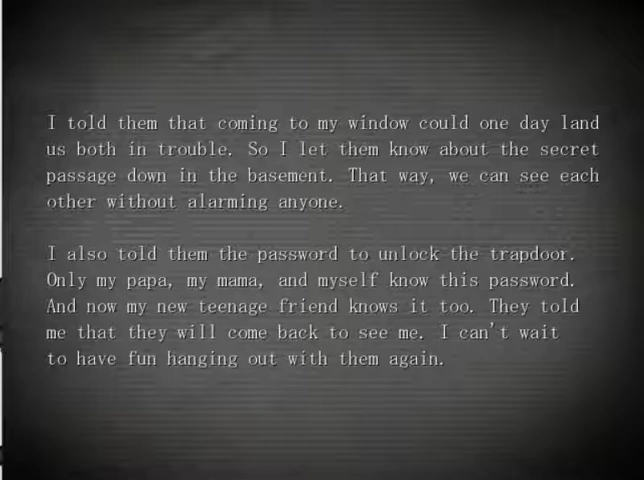 I told them that coming to my window could one day land
us both in trouble. So I let them know about the secret
passage down in the basement. That way, we can see each
other without alarming anyone.
I also told them the password to unlock the trapdoor.
Only my papa, my mama, and myself know this password.
And now my new teenage friend knows it too. They told
me that they will come back to see me. I can't wait
to have fun hanging out with them again.